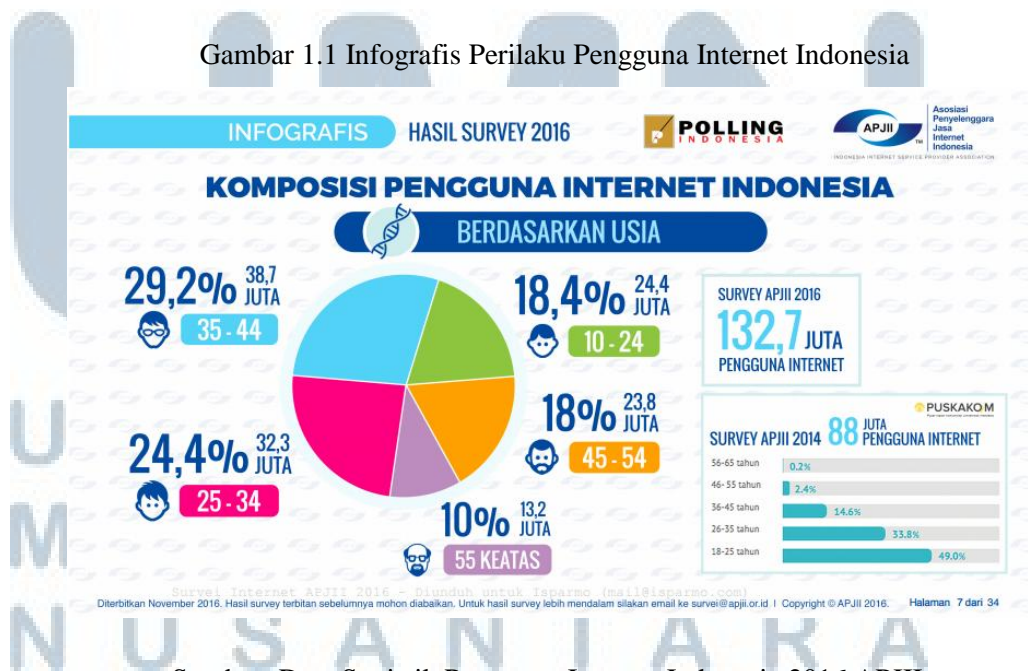 Gambar 1.1 Infografis Perilaku Pengguna Internet Indonesia
INFOGRAFIS HASIL SURVEY 2016
POLLING
INDONESIA
APJII
TM
Asosiasi
Penyelenggara
Jasa
Internet
Indonesia
INDONESIA INTERNET SERVICE PROVIDER ASSOCIATION
KOMPOSISI PENGGUNA INTERNET INDONESIA
BERDASARKAN USIA
29,2% 38,7 JUTA
35 - 44
18,4% 24,4 JUTA
10 - 24
24,4% 32,3 JUTA
25 - 34
18% 23,8 JUTA
45 - 54
10% 13,2 JUTA
55 KEATAS
SURVEY APJII 2016
132,7 JUTA
PENGGUNA INTERNET
PUSKAKOM
SURVEY APJII 2014 88 JUTA PENGGUNA INTERNET
56-65 tahun 0.2%
46- 55 tahun 2.4%
36-45 tahun 14.6%
26-35 tahun 33.8%
18-25 tahun 49.0%
Survei Internet APJII 2016 - Diunduh untuk Isparmo (mail@isparmo.com)
Diterbitkan November 2016. Hasil survey terbitan sebelumnya mohon diabaikan. Untuk hasil survey lebih mendalam silakan email ke survei@apjii.or.id | Copyright © APJII 2016. Halaman 7 dari 34
U
M
NUSANTARA